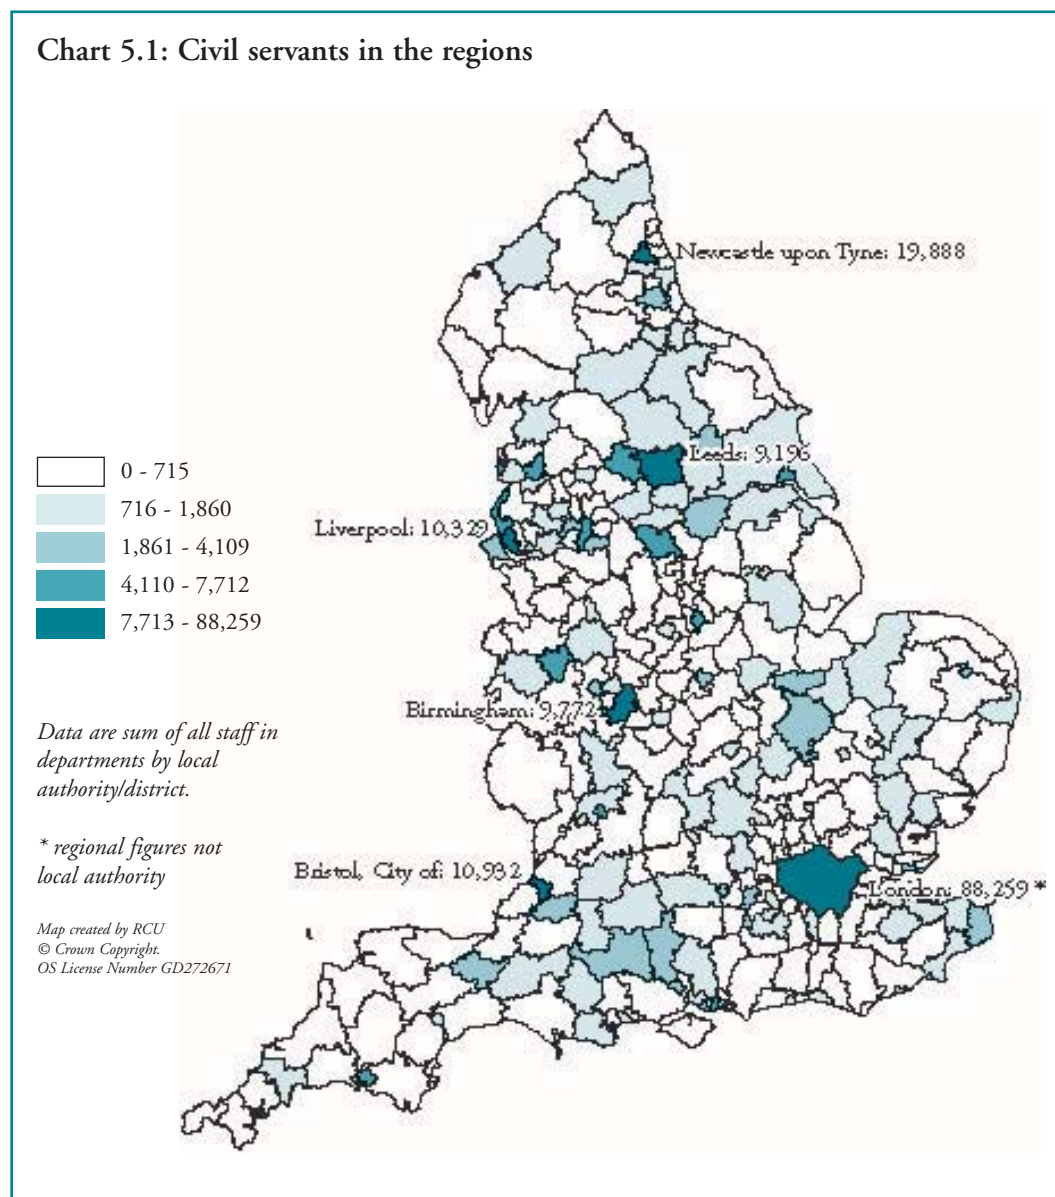 Chart 5.1: Civil servants in the regions
Newcastle upon Tyne: 19,888
Leeds: 9,196
0 - 715
716 - 1,860
1,861 - 4,109
4,110 - 7,712
7,713 - 88,259
Liverpool: 10,329
Birmingham: 9,772
Data are sum of all staff in
departments by local
authority/district.
* regional figures not
local authority
Bristol, City of: 10,932
London: 88,259 *
Map created by RCU
© Crown Copyright.
OS License Number GD272671